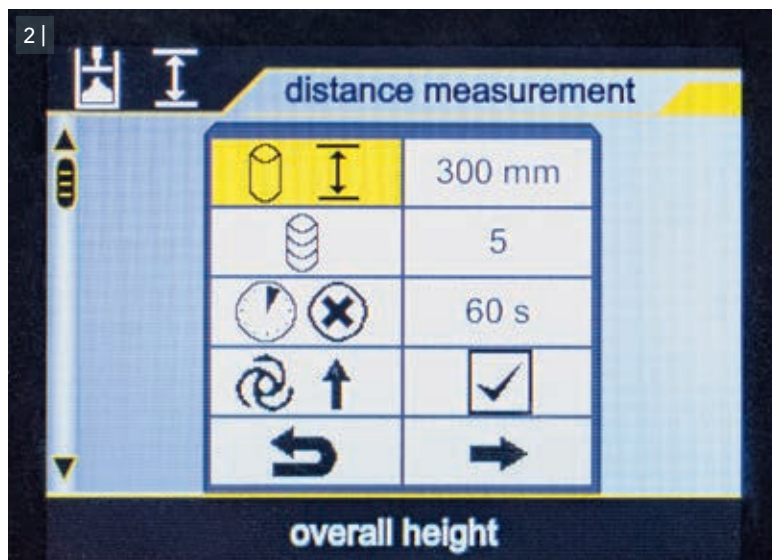 2|
distance measurement
300 mm
5
60 s
overall height